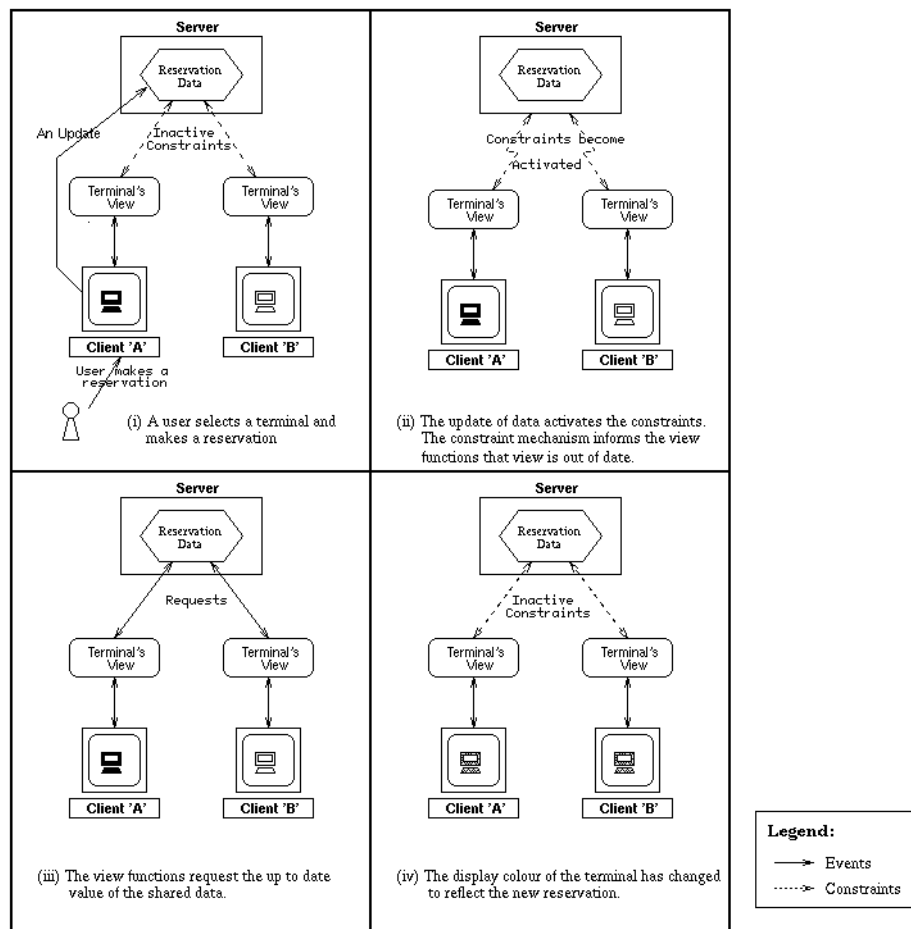 Server
Reservation
Data
An Update
Inactive
Constraints
Terminal's
View
Terminal's
View
Client 'A'
Client 'B'
User makes a
reservation
(i) A user selects a terminal and
makes a reservation
Server
Reservation
Data
Constraints become
Activated
Terminal's
View
Terminal's
View
Client 'A'
Client 'B'
(ii) The update of data activates the constraints.
The constraint mechanism informs the view
functions that view is out of date.
Server
Reservation
Data
Requests
Terminal's
View
Terminal's
View
Client 'A'
Client 'B'
(iii) The view functions request the up to date
value of the shared data.
Server
Reservation
Data
Inactive
Constraints
Terminal's
View
Terminal's
View
Client 'A'
Client 'B'
(iv) The display colour of the terminal has changed
to reflect the new reservation.
Legend:
Events
Constraints